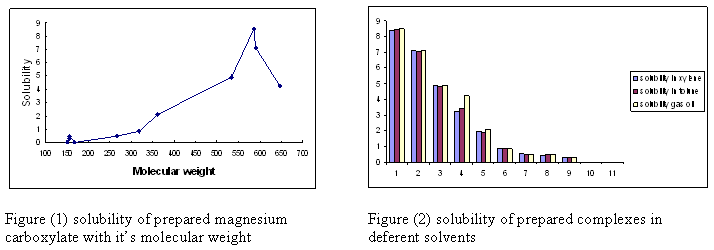 9
8
7
6
5
4
3
2
1
0
Solubility
100 150 200 250 300 350 400 450 500 550 600 650 700
Molecular weight
Figure (1) solubility of prepared magnesium
carboxylate with it's molecular weight
9
8
7
6
5
4
3
2
1
0
1 2 3 4 5 6 7 8 9 10 11
solubility in xylene
solubility in toline
solubility gas oil
Figure (2) solubility of prepared complexes in
deferent solvents